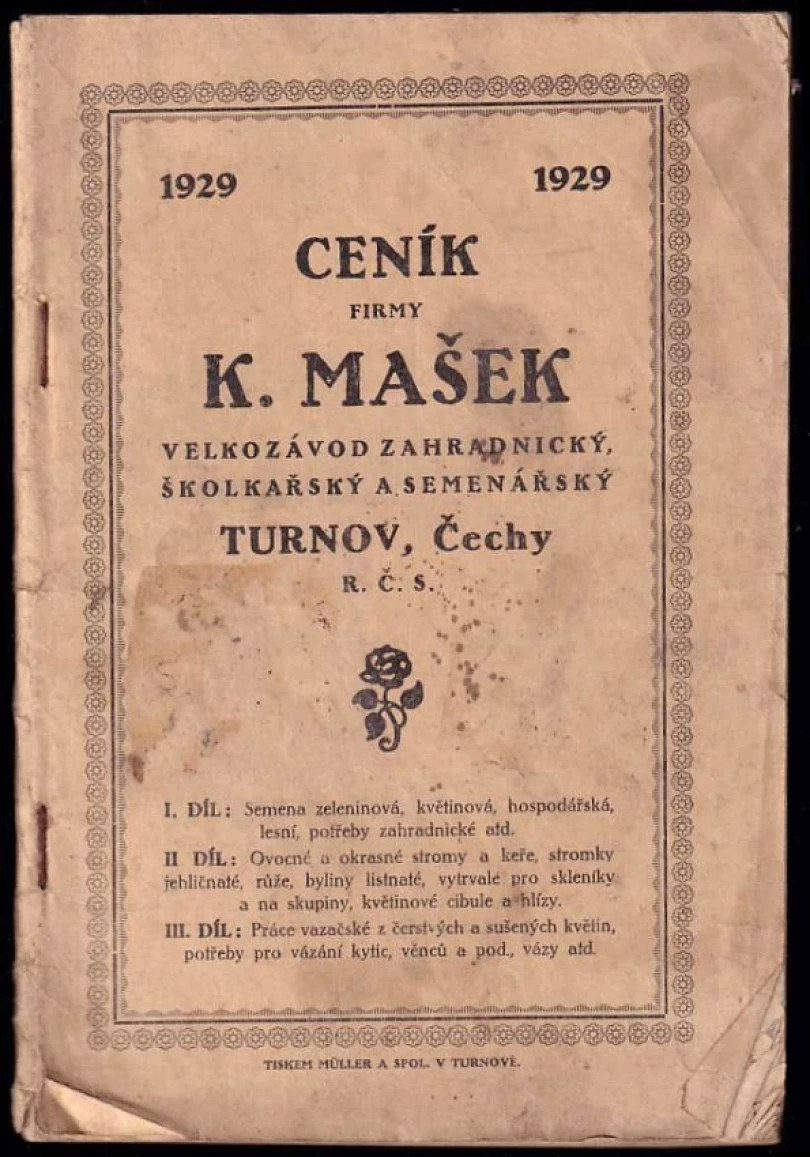 1929 1929
CENÍK
FIRMY
K. MAŠEK
VELKOZÁVOD ZAHRADNICKÝ,
ŠKOLKAŘSKÝ A SEMENÁŘSKÝ
TURNOV, Čechy
R. Č. S.
I. DÍL: Semena zeleninová, květinová, hospodářská,
lesní, potřeby zahradnické atd.
II DÍL: Ovocné a okrasné stromy a keře, stromky
jehličnaté, růže, byliny listnaté, vytrvalé pro skleníky
a na skupiny, květinové cibule a hlízy.
III. DÍL: Práce vazačské z čerstvých a sušených květin,
potřeby pro vázání kytic, věnců a pod., vázy atd.
TISKEM MÜLLER A SPOL. V TURNOVĚ.